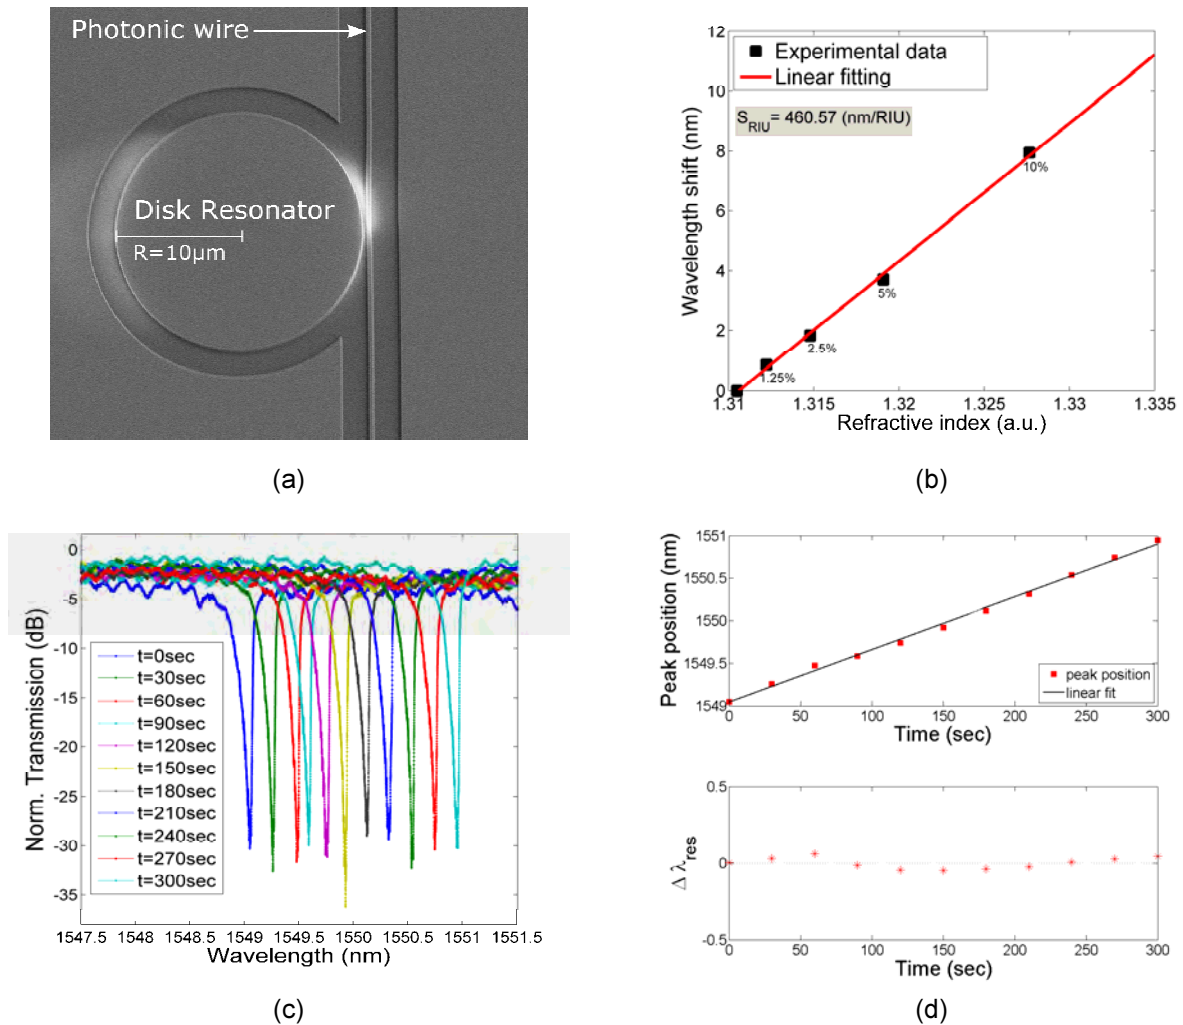 Photonic wire
Disk Resonator
R=10µm
(a)
12
10
8
6
4
2
0
Wavelength shift (nm)
Experimental data
Linear fitting
S_RIU= 460.57 (nm/RIU)
10%
5%
2.5%
1.25%
1.31 1.315 1.32 1.325 1.33 1.335
Refractive index (a.u.)
(b)
0
-5
-10
-15
-20
-25
-30
-35
Norm. Transmission (dB)
t=0sec
t=30sec
t=60sec
t=90sec
t=120sec
t=150sec
t=180sec
t=210sec
t=240sec
t=270sec
t=300sec
1547.5 1548 1548.5 1549 1549.5 1550 1550.5 1551 1551.5
Wavelength (nm)
(c)
1551
1550.5
1550
1549.5
1549
Peak position (nm)
peak position
linear fit
0 50 100 150 200 250 300
Time (sec)
0.5
0
-0.5
Δ λres
0 50 100 150 200 250 300
Time (sec)
(d)